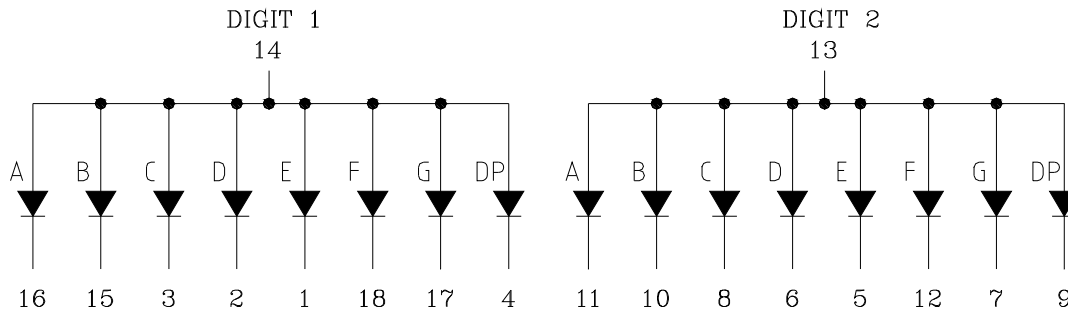 DIGIT 1 DIGIT 2
14 13
A B C D E F G DP A B C D E F G DP
16 15 3 2 1 18 17 4 11 10 8 6 5 12 7 9